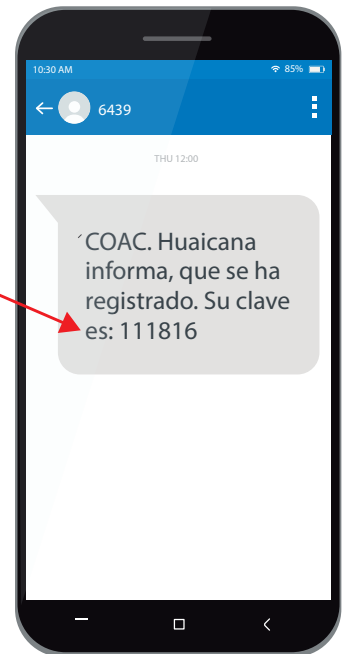 10:30 AM 85%
6439
THU 12:00
COAC. Huaicana
informa, que se ha
registrado. Su clave
es: 111816